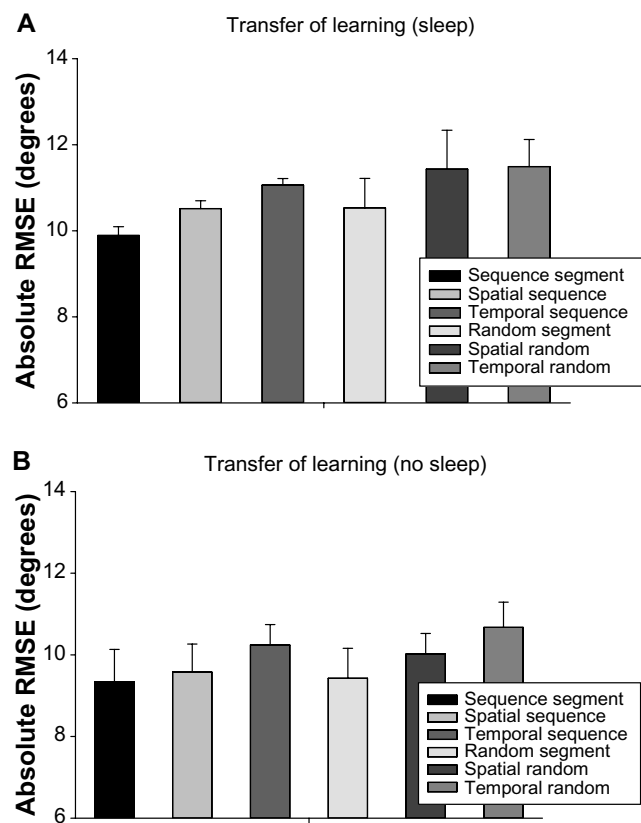 A
Transfer of learning (sleep)
Absolute RMSE (degrees)
14
12
10
8
6
Sequence segment
Spatial sequence
Temporal sequence
Random segment
Spatial random
Temporal random
B
Transfer of learning (no sleep)
Absolute RMSE (degrees)
14
12
10
8
6
Sequence segment
Spatial sequence
Temporal sequence
Random segment
Spatial random
Temporal random